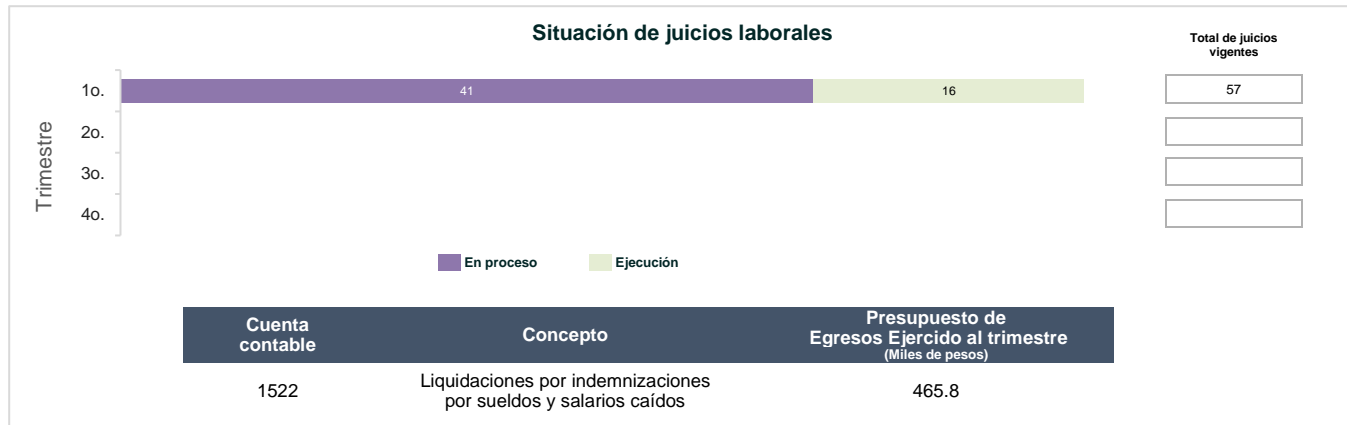 Situación de juicios laborales
Total de juicios
vigentes
Trimestre
1o.
41
16
57
2o.
3o.
4o.
En proceso
Ejecución
Cuenta
contable
Concepto
Presupuesto de
Egresos Ejercido al trimestre
(Miles de pesos)
1522
Liquidaciones por indemnizaciones
por sueldos y salarios caídos
465.8